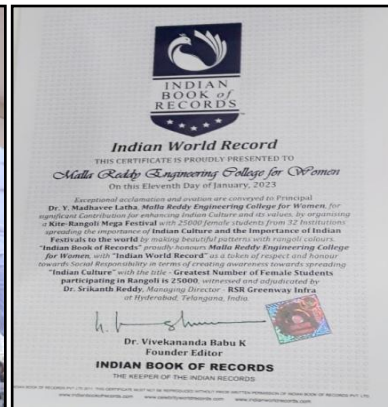 INDIAN
BOOK of
RECORDS
Indian World Record
THIS CERTIFICATE IS PROUDLY PRESENTED TO
Malla Reddy Engineering College for Women
On this Eleventh Day of January, 2023
Exceptional acclamation and ovation are conveyed to Principal
Dr. Y. Madhavee Latha, Malla Reddy Engineering College for Women, for
significant Contribution for enhancing Indian Culture and its values, by organising
a Kite-Rangoli Mega Festival with 25000 female students from 32 Institutions
spreading the importance of Indian Culture and the Importance of Indian
Festivals to the world by making beautiful patterns with rangoli colours.
"Indian Book of Records" proudly honours Malla Reddy Engineering College
for Women, with "Indian World Record" as a token of respect and honour
towards Social Responsibility in terms of creating awareness towards spreading
"Indian Culture" with the title - Greatest Number of Female Students
participating in Rangoli is 25000, witnessed and adjudicated by
Dr. Srikanth Reddy, Managing Director - RSR Greenway Infra
at Hyderabad, Telangana, India.
Dr. Vivekananda Babu K
Founder Editor
INDIAN BOOK OF RECORDS
THE KEEPER OF THE INDIAN RECORDS
www.indianbookofrecords.com